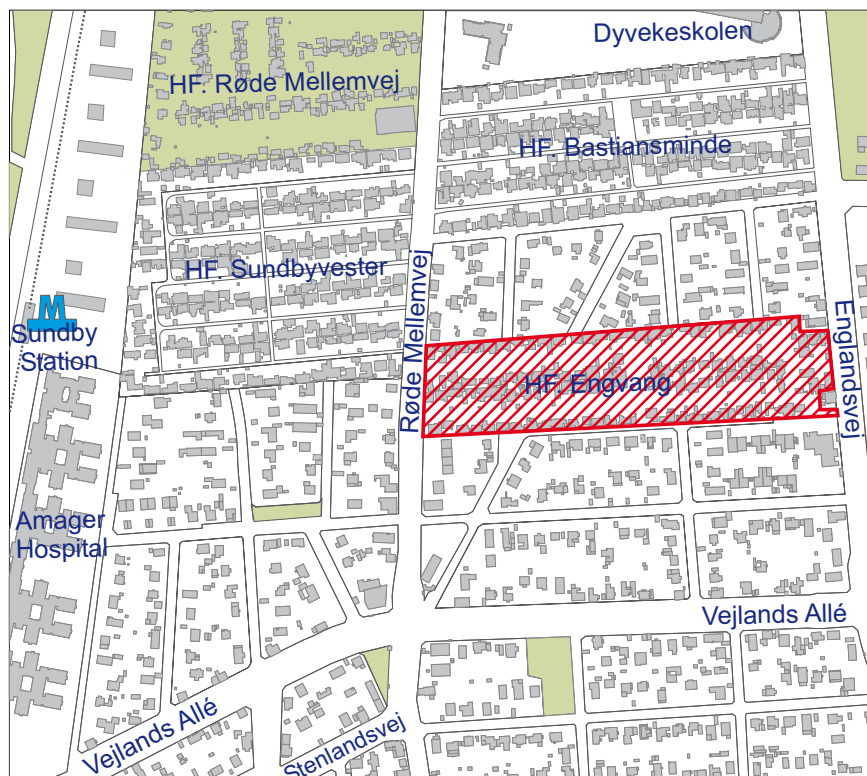 Dyvekeskolen
HF. Røde Mellemvej
HF. Bastiansminde
HF. Sundbyvester
Røde Mellemvej
Englandsvej
M
Sundby
Station
HF. Engvang
Amager
Hospital
Vejlands Allé
Vejlands Allé
Stenlandsvej